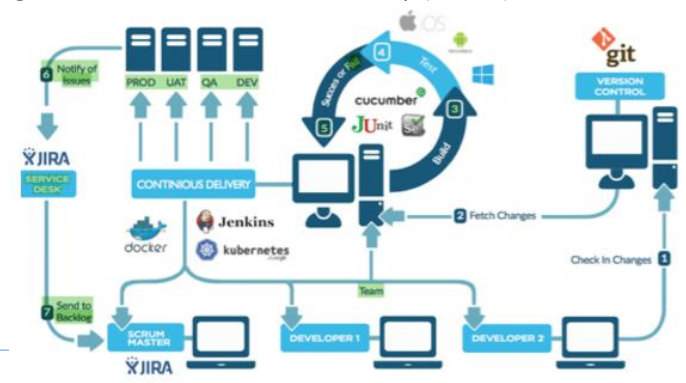 iOS
ANDROID
git
VERSION
CONTROL
6 Notify of
Issues
PROD UAT QA DEV
4
Test
Succes or Fail
cucumber
JUnit
Se
3
5
Build
JIRA
SERVICE
DESK
CONTINIOUS DELIVERY
docker
Jenkins
kubernetes
2 Fetch Changes
Check In Changes 1
Team
7 Send to
Backlog
SCRUM
MASTER
DEVELOPER 1
DEVELOPER 2
JIRA